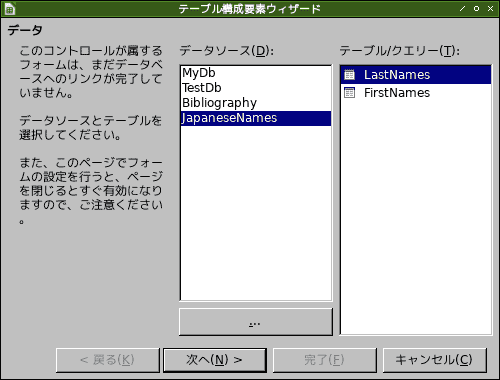 テーブル構成要素ウィザード
データ
このコントロールが属する
フォームは、まだデータベ
ースへのリンクが完了して
いません。
データソースとテーブルを
選択してください。
また、このページでフォー
ムの設定を行うと、ページ
を閉じるとすぐ有効になり
ますので、ご注意ください
。
データソース(D):
MyDb
TestDb
Bibliography
JapaneseNames
...
テーブル/クエリー(T):
LastNames
FirstNames
< 戻る(K)
次へ(N) >
完了(F)
キャンセル(C)